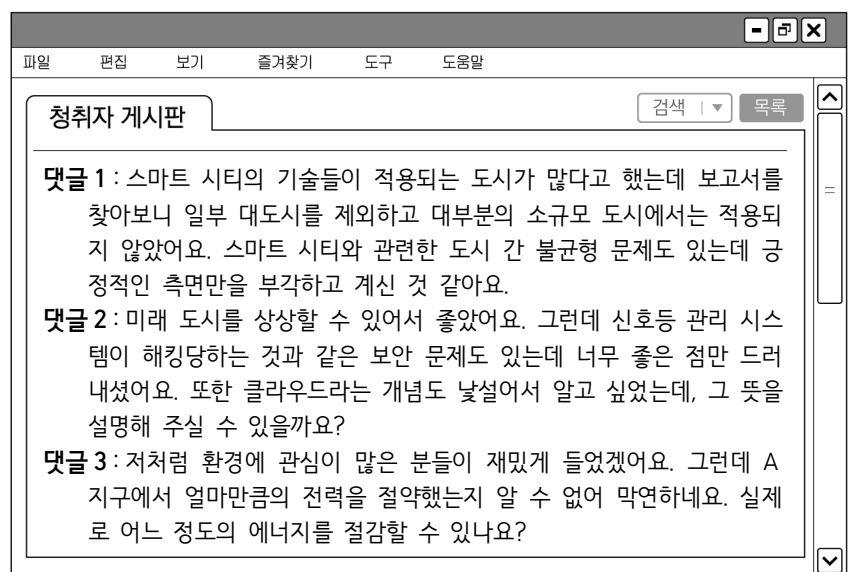 파일 편집 보기 즐겨찾기 도구 도움말
청취자 게시판
검색 목록
댓글 1 : 스마트 시티의 기술들이 적용되는 도시가 많다고 했는데 보고서를
찾아보니 일부 대도시를 제외하고 대부분의 소규모 도시에서는 적용되
지 않았어요. 스마트 시티와 관련한 도시 간 불균형 문제도 있는데 긍
정적인 측면만을 부각하고 계신 것 같아요.
댓글 2 : 미래 도시를 상상할 수 있어서 좋았어요. 그런데 신호등 관리 시스
템이 해킹당하는 것과 같은 보안 문제도 있는데 너무 좋은 점만 드러
내셨어요. 또한 클라우드라는 개념도 낯설어서 알고 싶었는데, 그 뜻을
설명해 주실 수 있을까요?
댓글 3 : 저처럼 환경에 관심이 많은 분들이 재밌게 들었겠어요. 그런데 A
지구에서 얼마만큼의 전력을 절약했는지 알 수 없어 막연하네요. 실제
로 어느 정도의 에너지를 절감할 수 있나요?